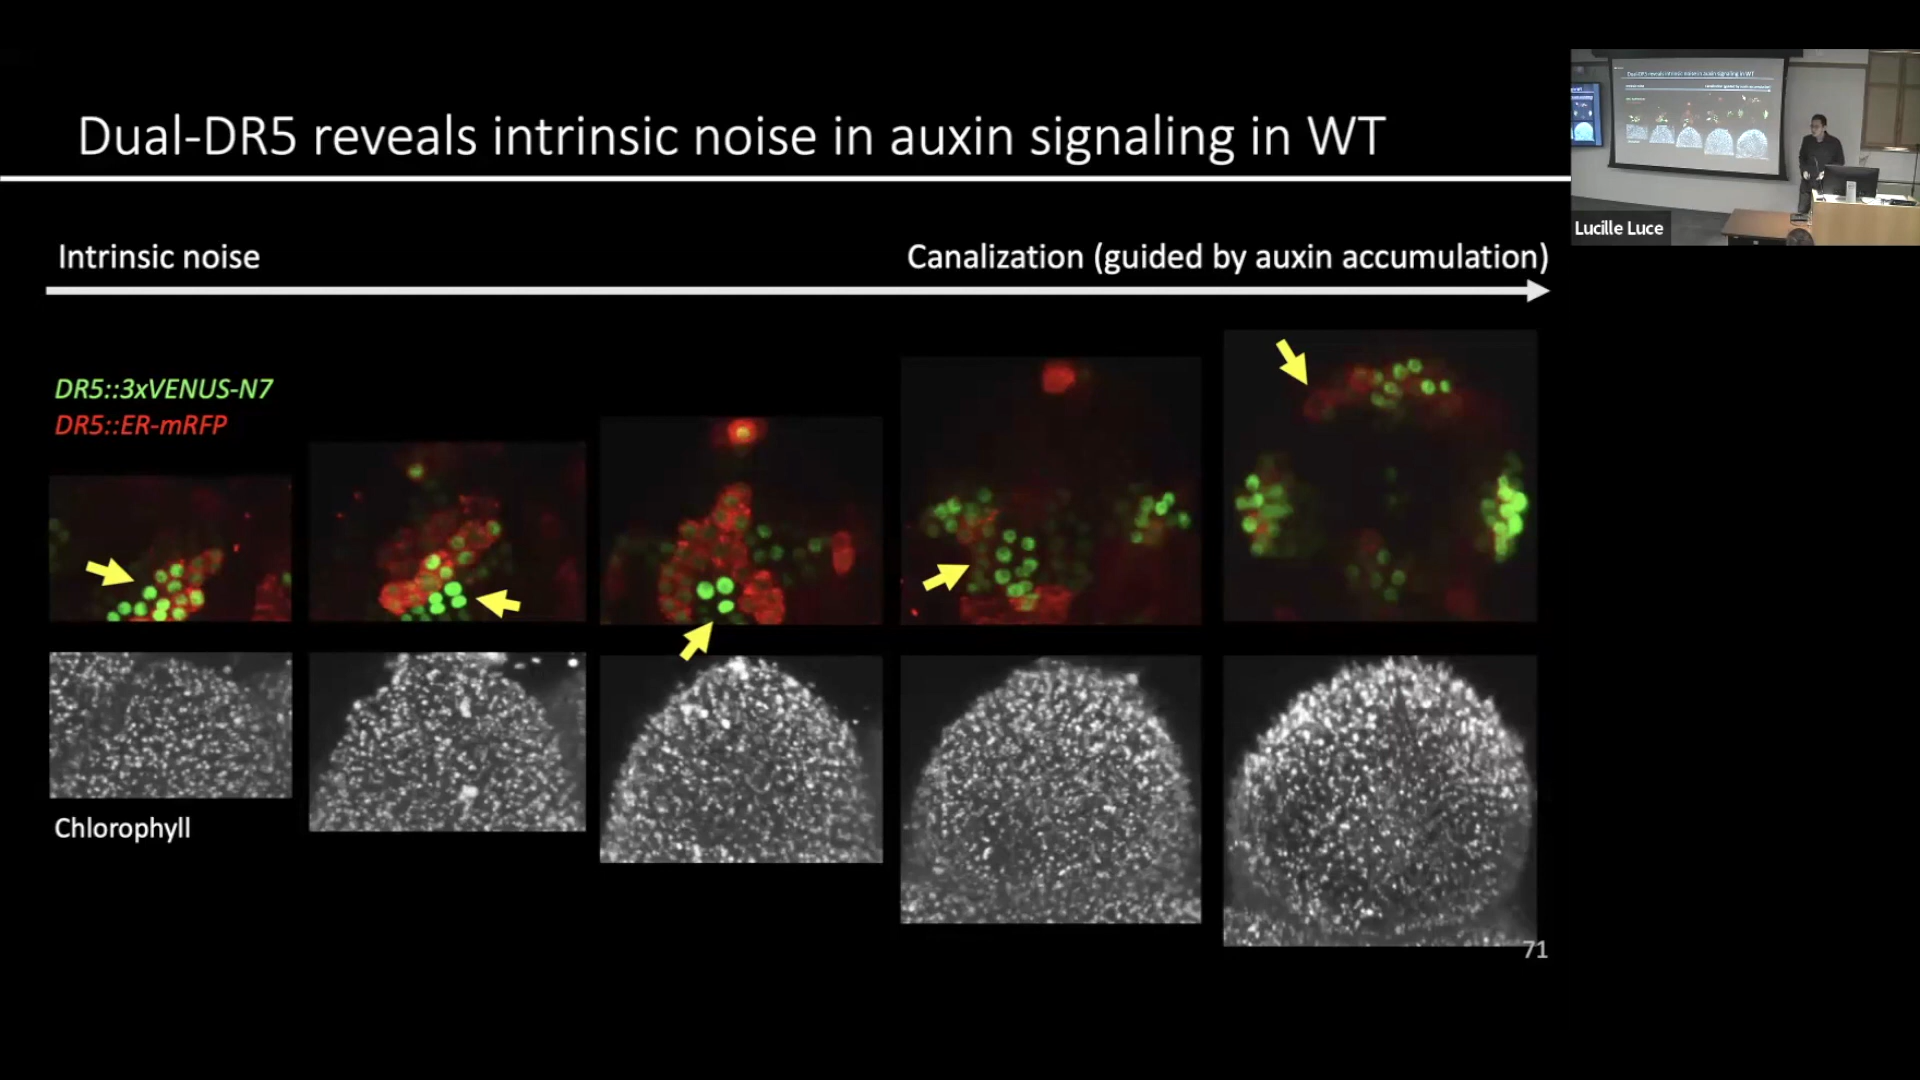 Dual-DR5 reveals intrinsic noise in auxin signaling in WT
Lucille Luce
Intrinsic noise
Canalization (guided by auxin accumulation)
DR5::3xVENUS-N7
DR5::ER-mRFP
Chlorophyll
71